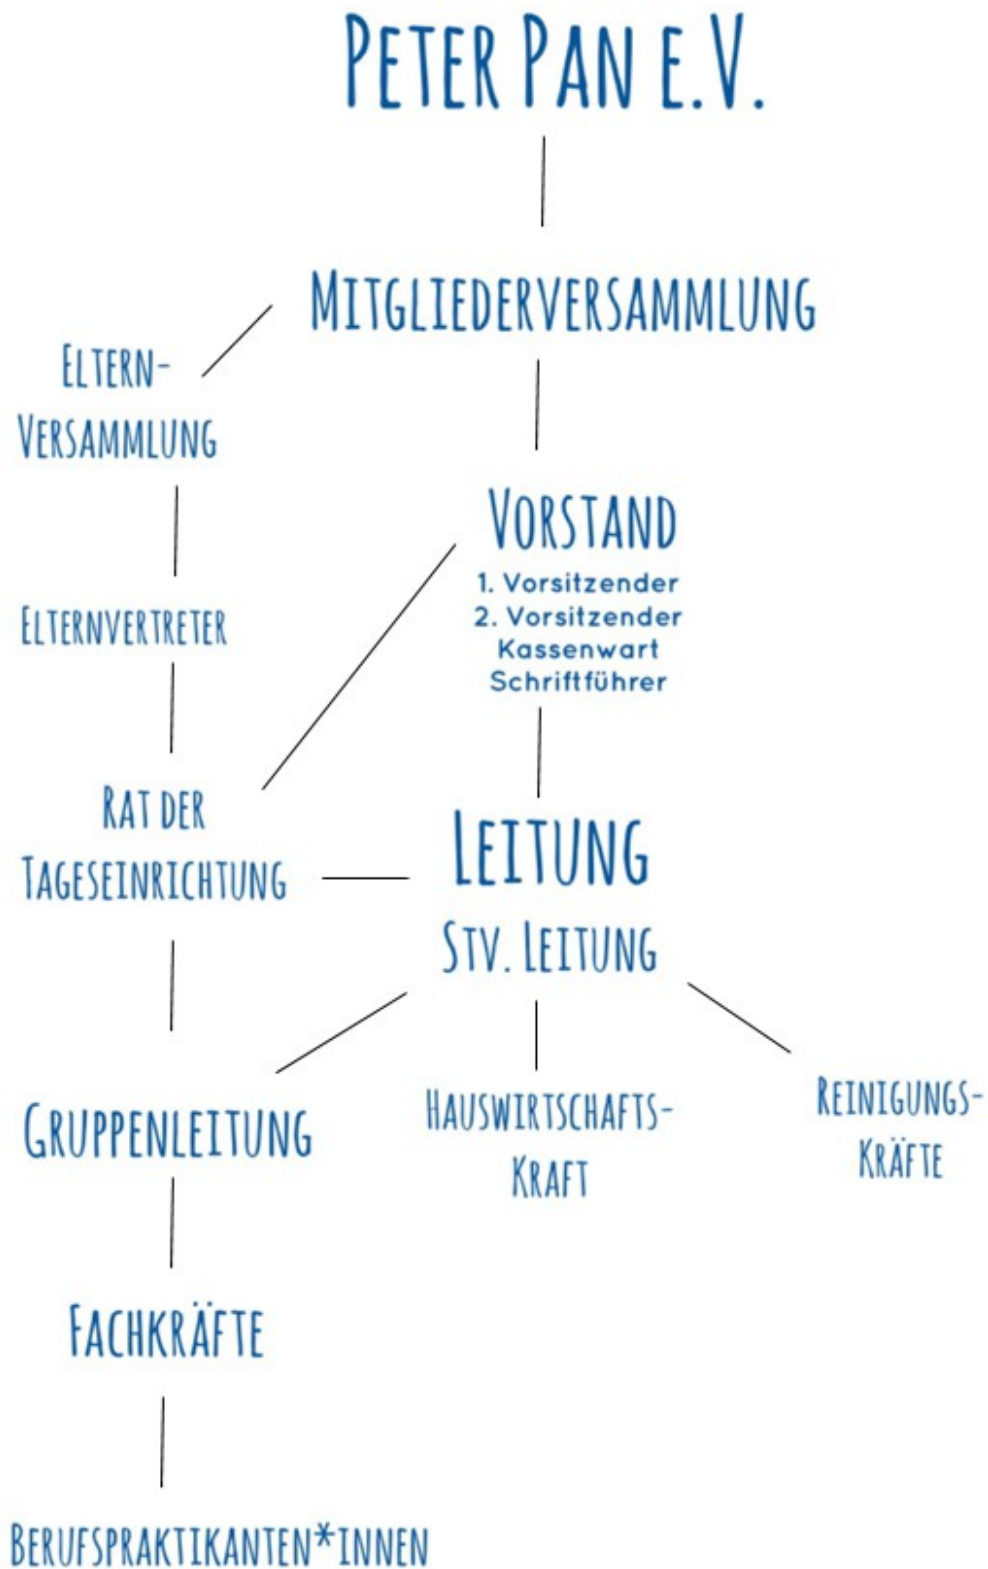 PETER PAN E.V.
MITGLIEDERVERSAMMLUNG
ELTERN-
VERSAMMLUNG
VORSTAND
1. Vorsitzender
2. Vorsitzender
Kassenwart
Schriftführer
ELTERNVERTRETER
RAT DER
TAGESEINRICHTUNG
LEITUNG
STV. LEITUNG
GRUPPENLEITUNG
HAUSWIRTSCHAFTS-
KRAFT
REINIGUNGS-
KRÄFTE
FACHKRÄFTE
BERUFSPRAKTIKANTEN*INNEN